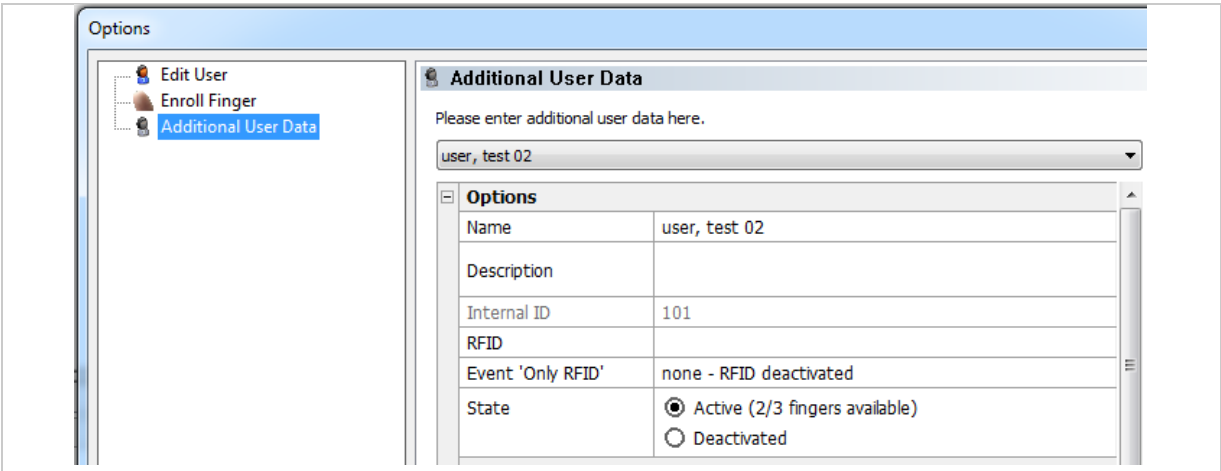 Options
Edit User
Enroll Finger
Additional User Data
Additional User Data
Please enter additional user data here.
user, test 02
Options
Name user, test 02
Description
Internal ID 101
RFID
Event 'Only RFID' none - RFID deactivated
State Active (2/3 fingers available)
Deactivated